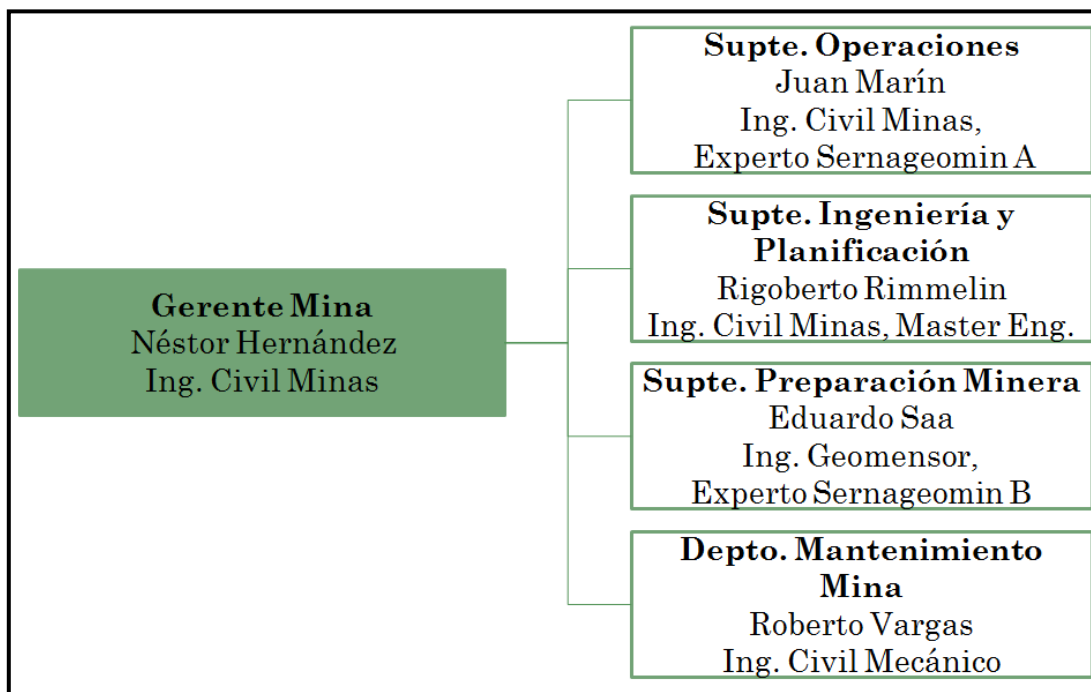 Gerente Mina
Néstor Hernández
Ing. Civil Minas
Supte. Operaciones
Juan Marín
Ing. Civil Minas,
Experto Sernageomin A
Supte. Ingeniería y
Planificación
Rigoberto Rimmelin
Ing. Civil Minas, Master Eng.
Supte. Preparación Minera
Eduardo Saa
Ing. Geomensor,
Experto Sernageomin B
Depto. Mantenimiento
Mina
Roberto Vargas
Ing. Civil Mecánico